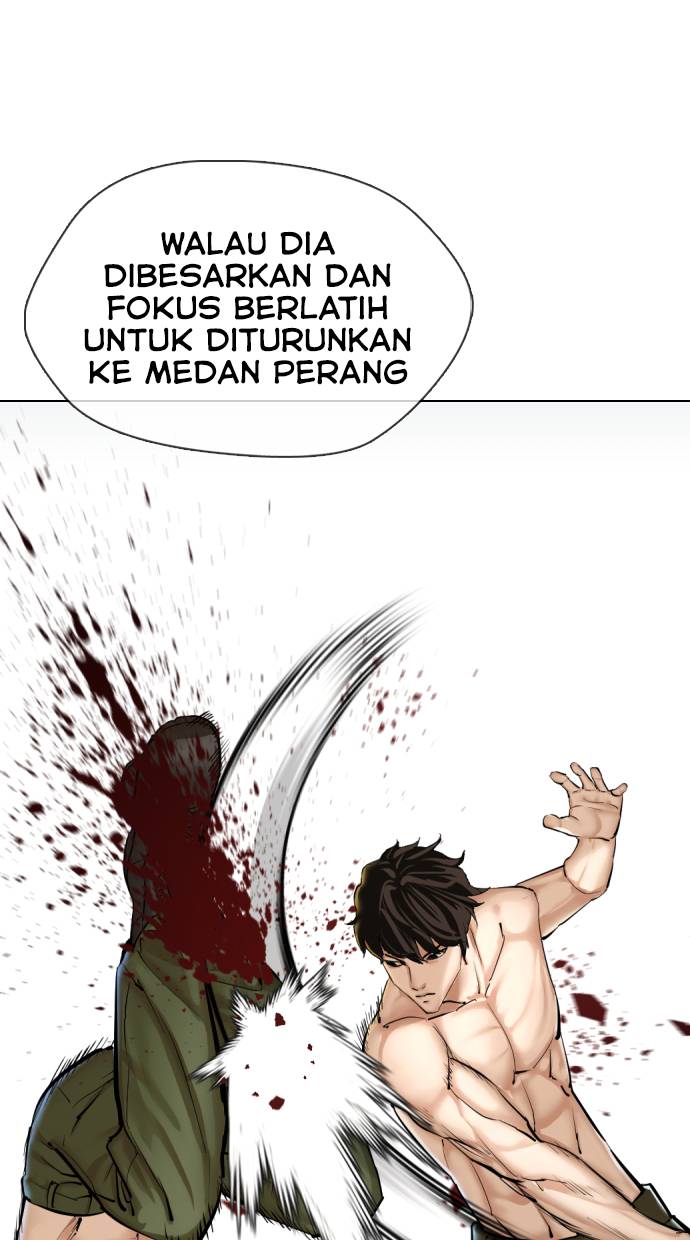 WALAU DIA
DIBESARKAN DAN
FOKUS BERLATIH
UNTUK DITURUNKAN
KE MEDAN PERANG